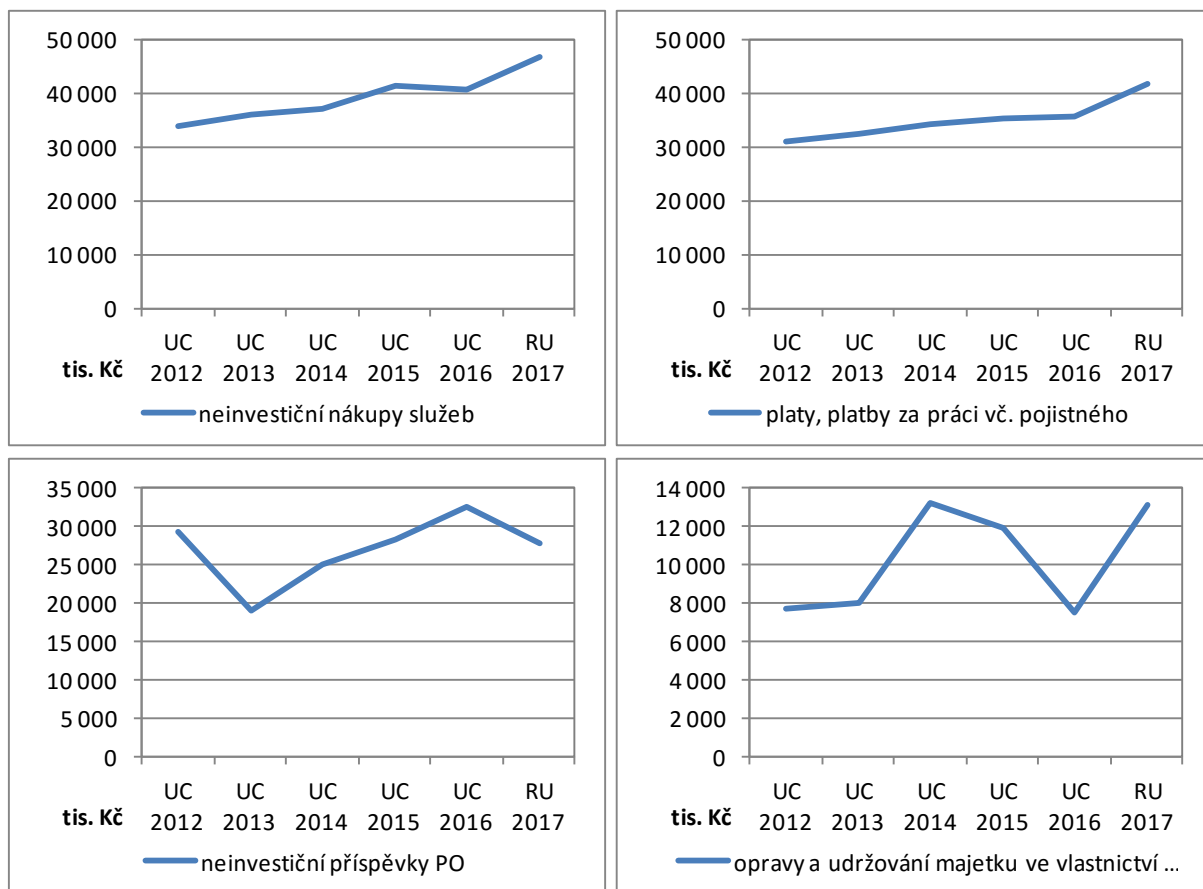 50 000
40 000
30 000
20 000
10 000
0
UC UC UC UC UC RU
tis. Kč 2012 2013 2014 2015 2016 2017
neinvestiční nákupy služeb
50 000
40 000
30 000
20 000
10 000
0
UC UC UC UC UC RU
tis. Kč 2012 2013 2014 2015 2016 2017
platy, platby za práci vč. pojistného
35 000
30 000
25 000
20 000
15 000
10 000
5 000
0
UC UC UC UC UC RU
tis. Kč 2012 2013 2014 2015 2016 2017
neinvestiční příspěvky PO
14 000
12 000
10 000
8 000
6 000
4 000
2 000
0
UC UC UC UC UC RU
tis. Kč 2012 2013 2014 2015 2016 2017
opravy a udržování majetku ve vlastnictví ...